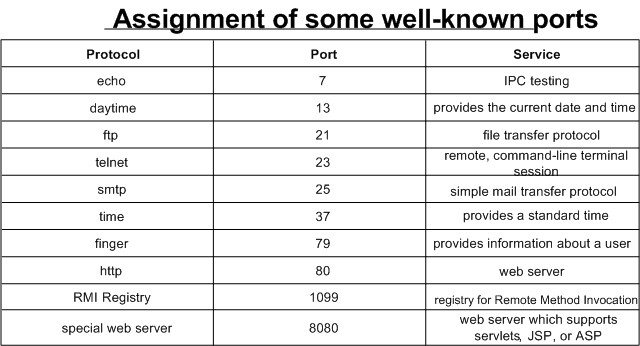 Assignment of some well-known ports
Protocol Port Service
echo 7 IPC testing
daytime 13 provides the current date and time
ftp 21 file transfer protocol
telnet 23 remote, command-line terminal
session
smtp 25 simple mail transfer protocol
time 37 provides a standard time
finger 79 provides information about a user
http 80 web server
RMI Registry 1099 registry for Remote Method Invocation
special web server 8080 web server which supports
servlets, JSP, or ASP